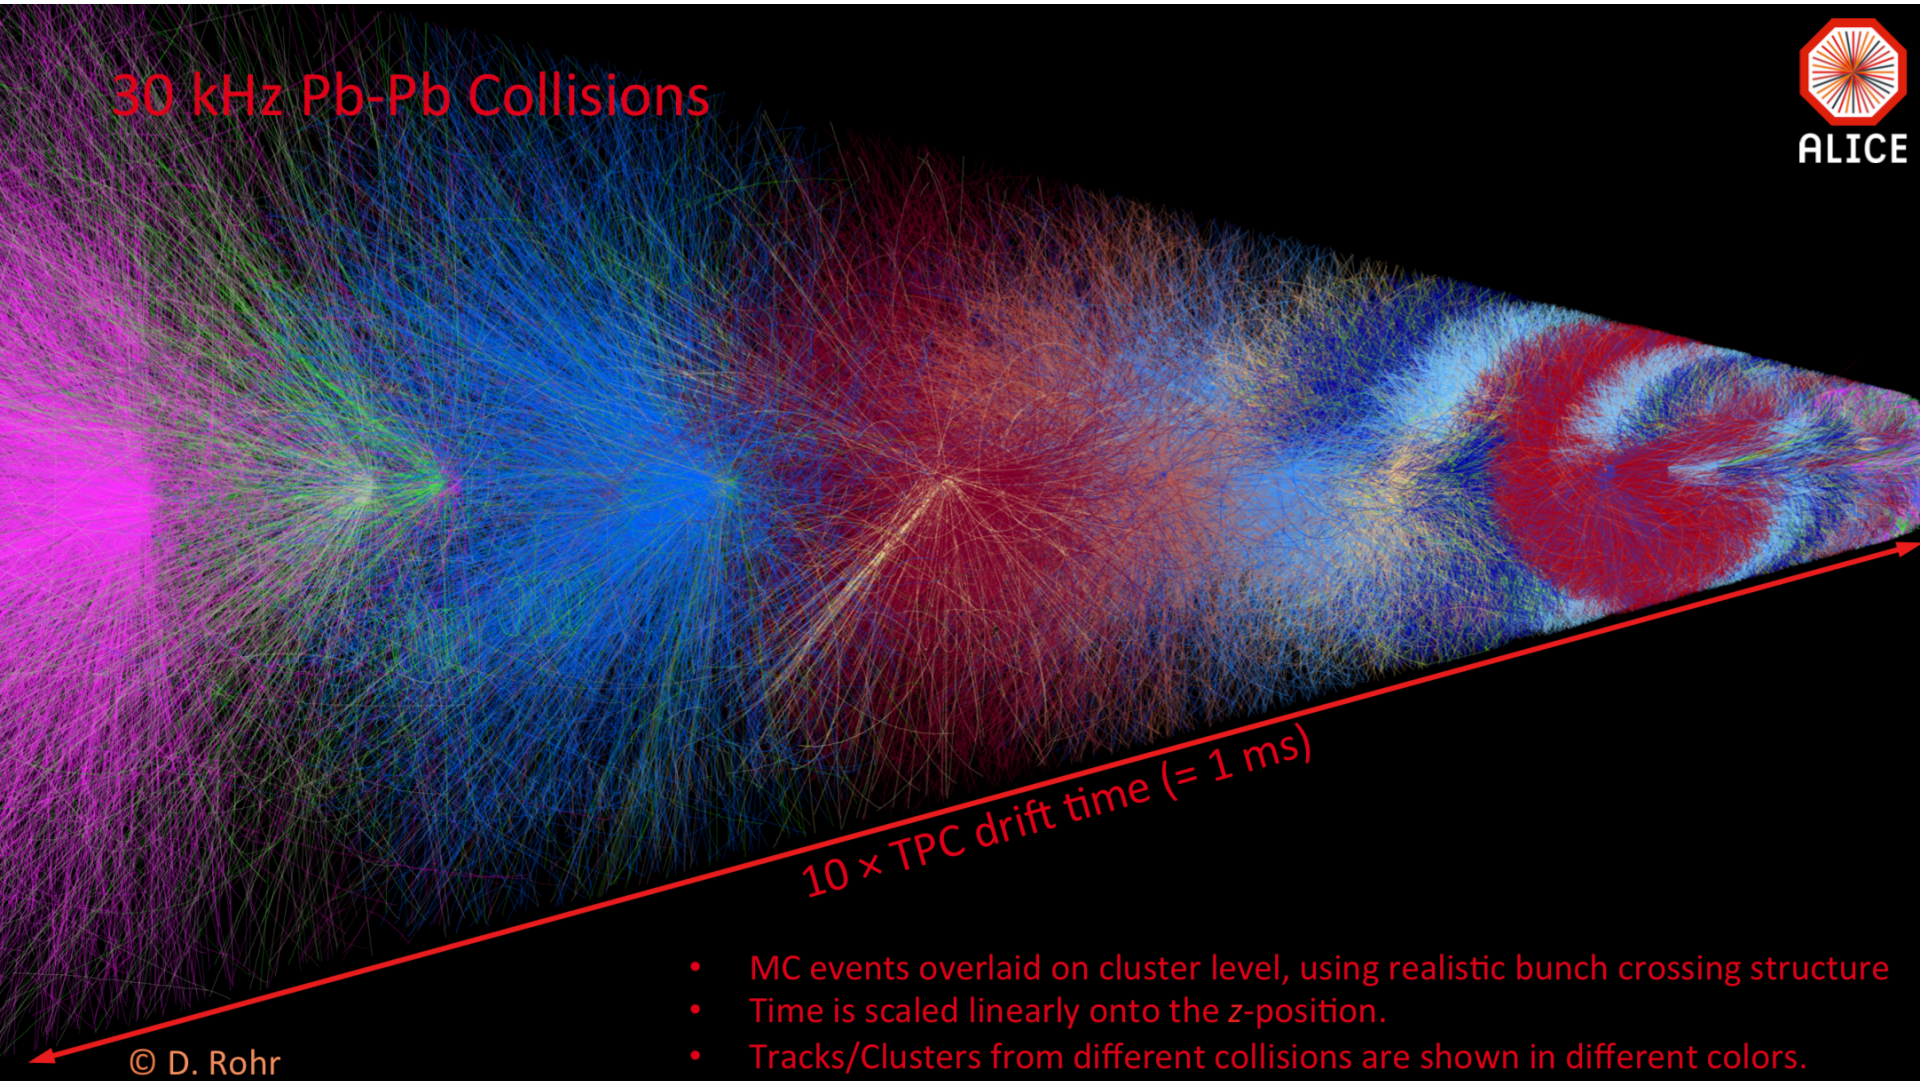 30 kHz Pb-Pb Collisions
ALICE
10 × TPC drift time (= 1 ms)
• MC events overlaid on cluster level, using realistic bunch crossing structure
• Time is scaled linearly onto the z-position.
• Tracks/Clusters from different collisions are shown in different colors.
© D. Rohr